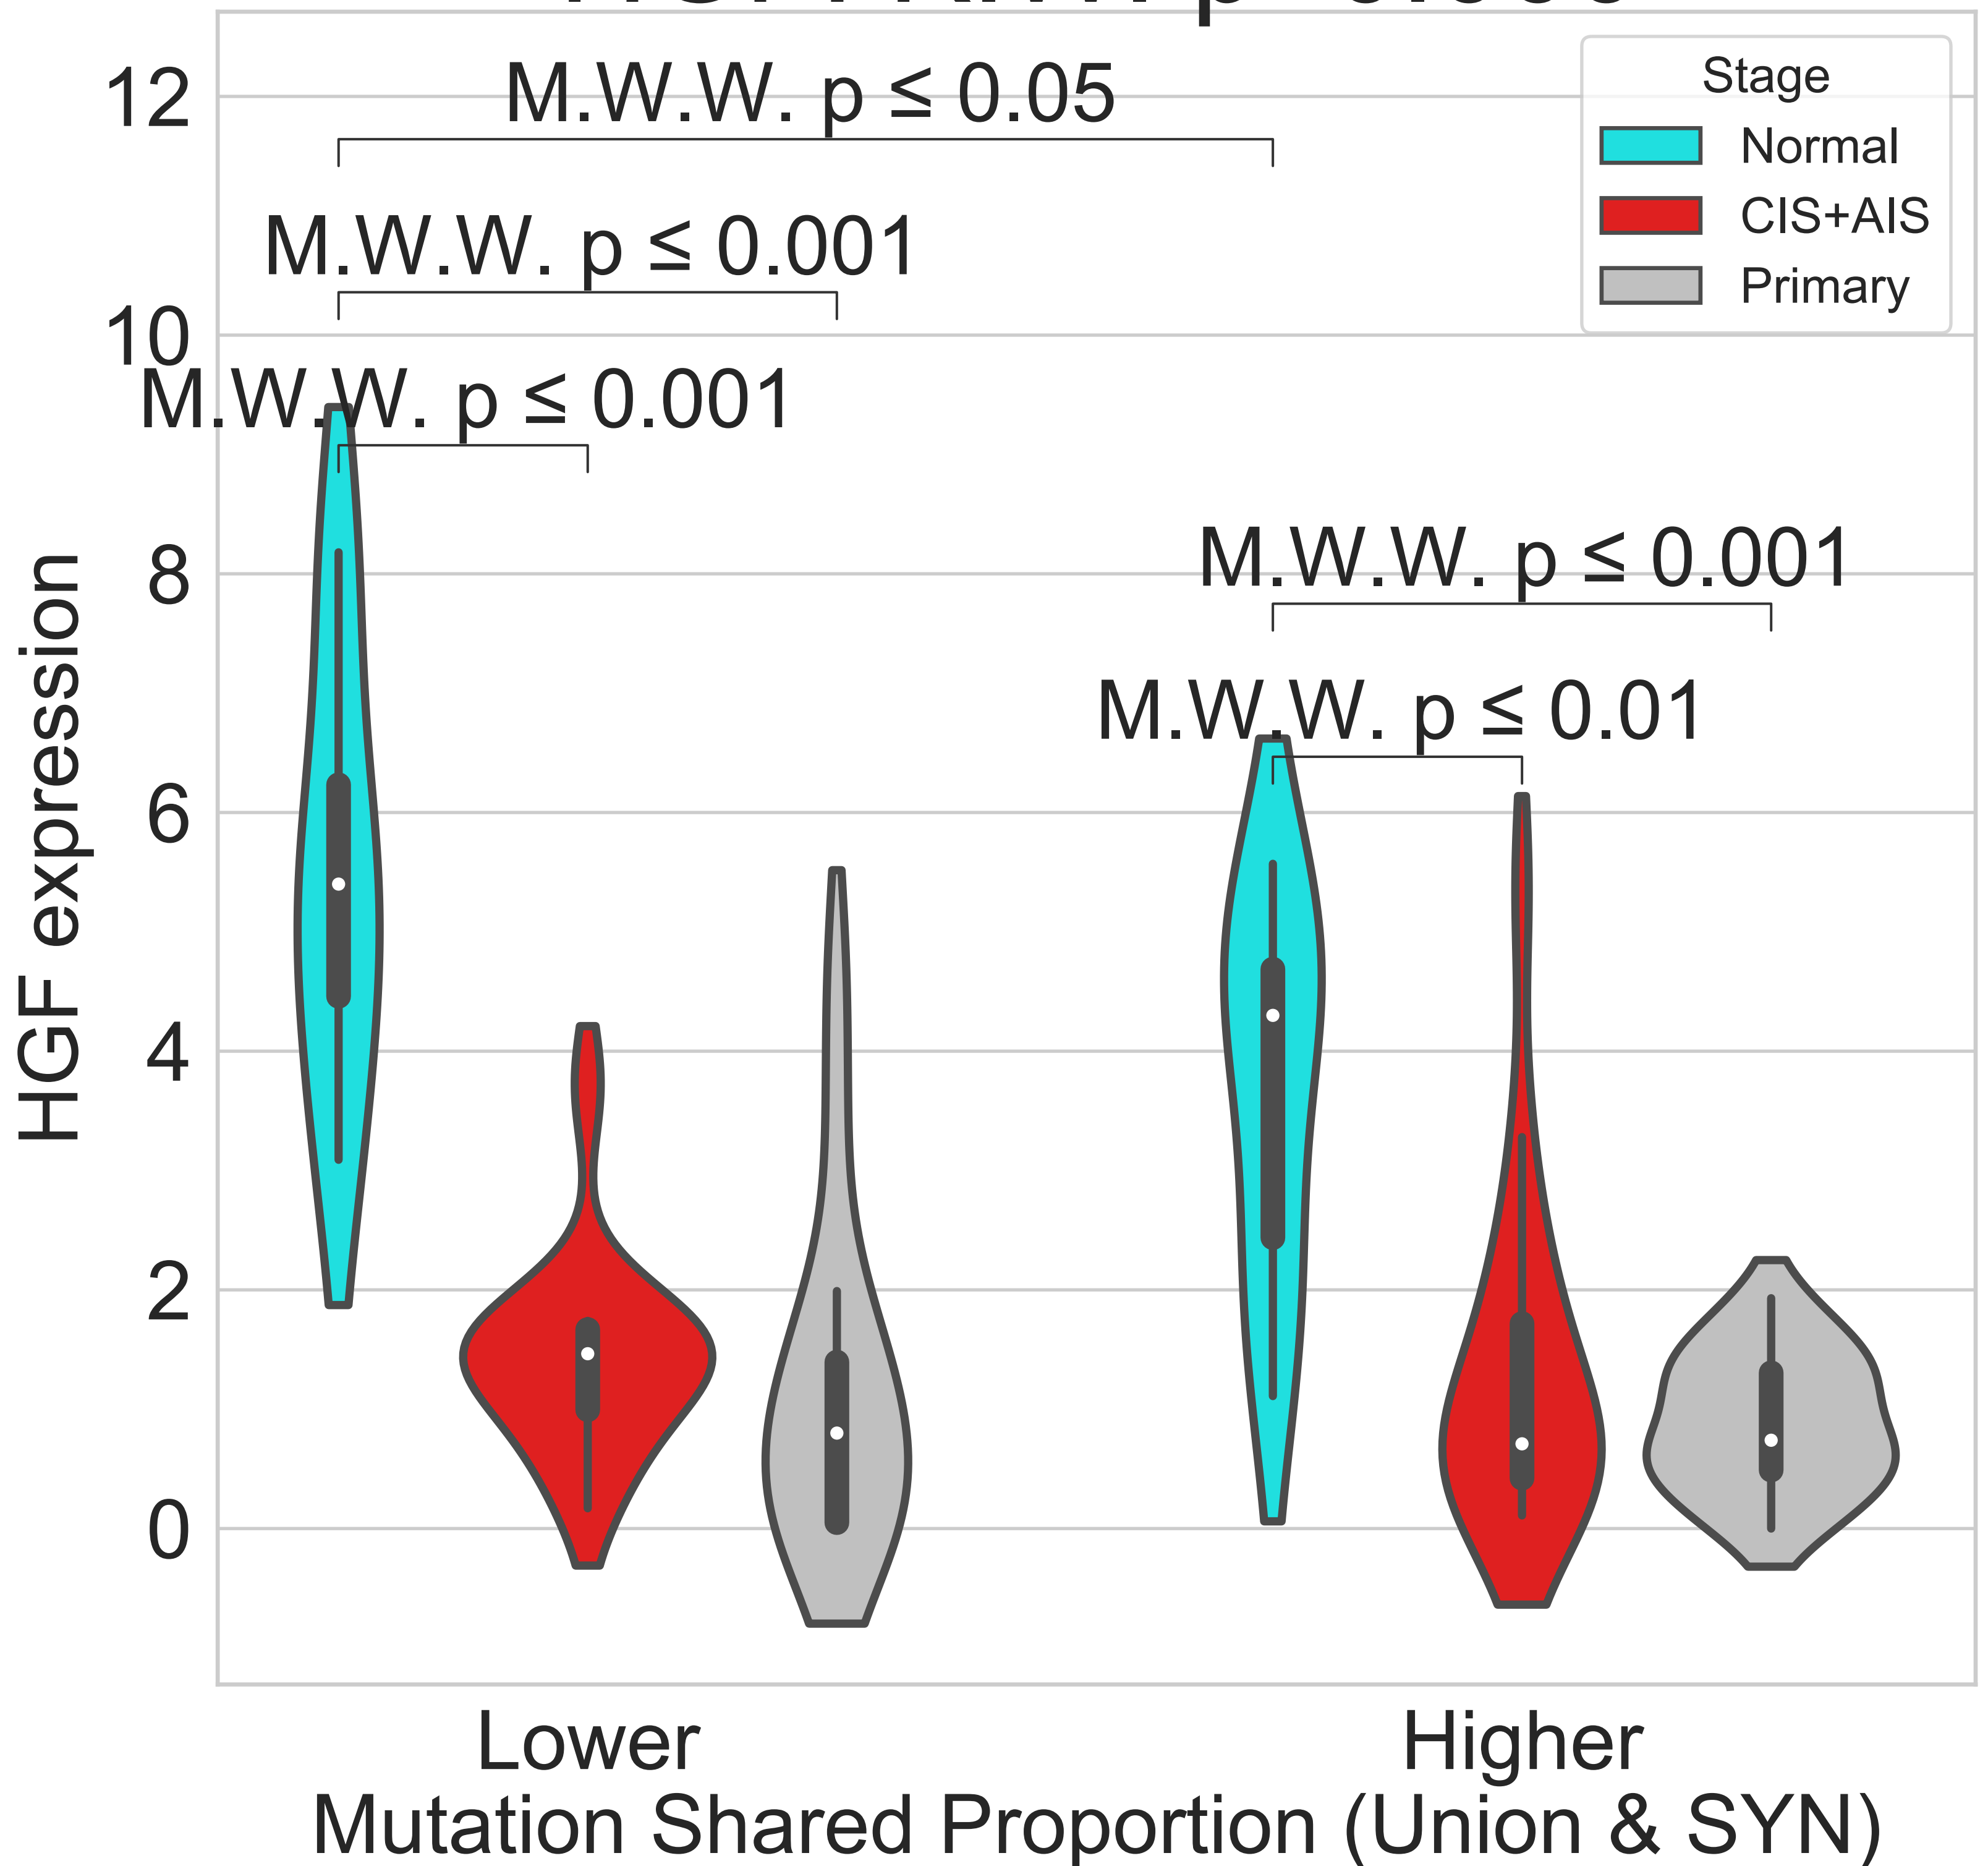 12
10
8
6
4
2
0
HGF expression
M.W.W. p ≤ 0.05
M.W.W. p ≤ 0.001
M.W.W. p ≤ 0.001
M.W.W. p ≤ 0.001
M.W.W. p ≤ 0.01
Stage
Normal
CIS+AIS
Primary
Lower
Higher
Mutation Shared Proportion (Union & SYN)